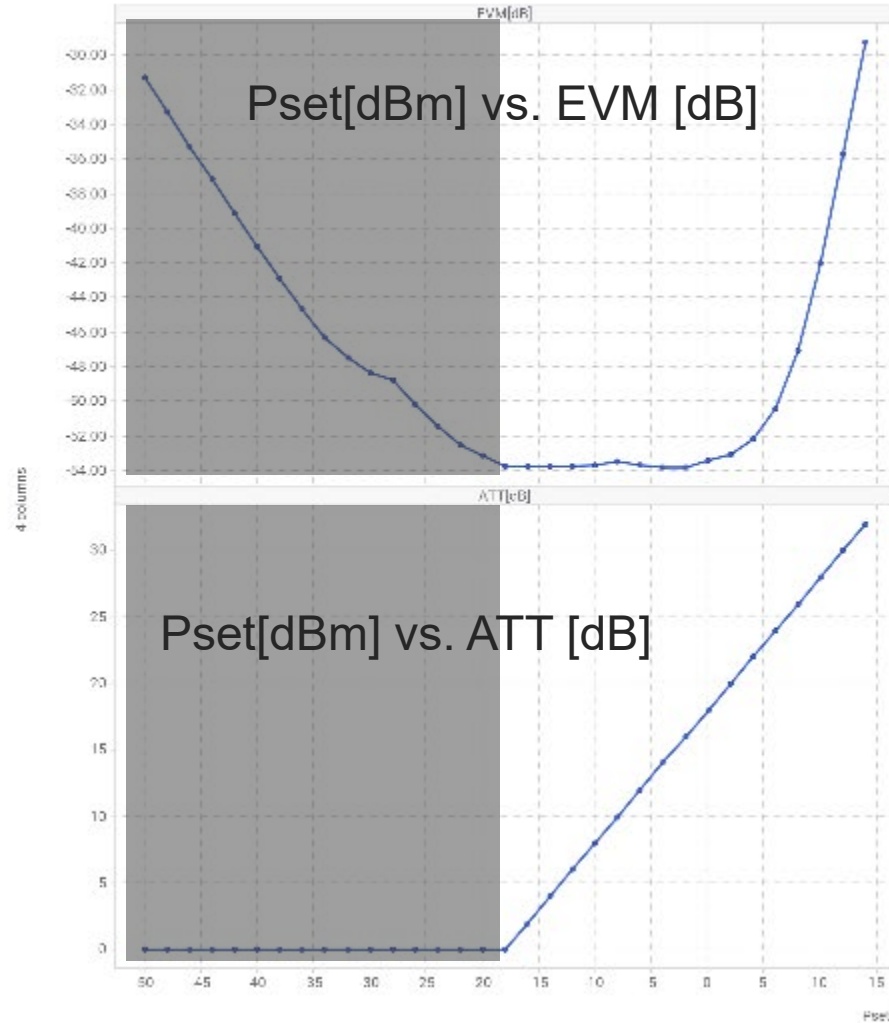 EVM[dB]
-30.00
Pset[dBm] vs. EVM [dB]
-32.00
-34.00
-36.00
-38.00
-40.00
-42.00
-44.00
-46.00
-48.00
-50.00
-52.00
-54.00
4 columns
ATT[dB]
30
25
Pset[dBm] vs. ATT [dB]
20
15
10
5
0
50 45 40 35 30 25 20 15 10 5 0 5 10 15
Pset